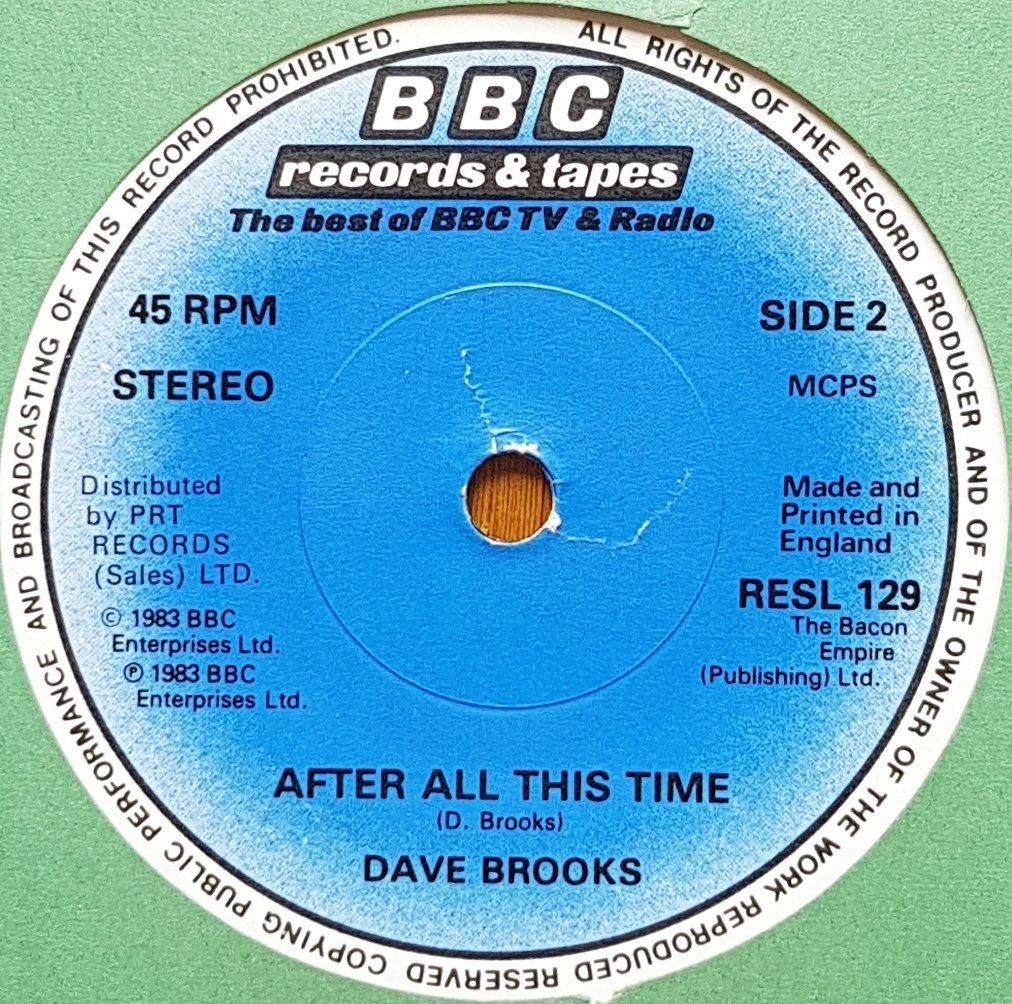 ALL RIGHTS OF THE RECORD PRODUCER AND OF THE OWNER OF THE WORK REPRODUCED RESERVED COPYING PUBLIC PERFORMANCE AND BROADCASTING OF THIS RECORD PROHIBITED.
BBC
records & tapes
The best of BBC TV & Radio
45 RPM
SIDE 2
STEREO
MCPS
Distributed
by PRT
RECORDS
(Sales) LTD.
© 1983 BBC
Enterprises Ltd.
℗ 1983 BBC
Enterprises Ltd.
Made and
Printed in
England
RESL 129
The Bacon
Empire
(Publishing) Ltd.
AFTER ALL THIS TIME
(D. Brooks)
DAVE BROOKS